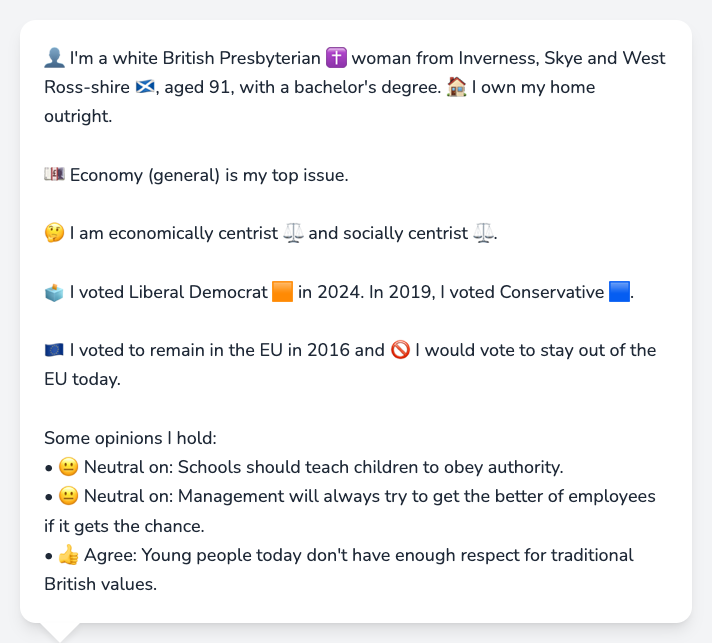 👤 I'm a white British Presbyterian ✝️ woman from Inverness, Skye and West
Ross-shire 🏴󠁧󠁢󠁳󠁣󠁴󠁿, aged 91, with a bachelor's degree. 🏠 I own my home
outright.
💷 Economy (general) is my top issue.
🤔 I am economically centrist ⚖️ and socially centrist ⚖️.
🗳️ I voted Liberal Democrat 🟧 in 2024. In 2019, I voted Conservative 🟦.
🇪🇺 I voted to remain in the EU in 2016 and 🚫 I would vote to stay out of the
EU today.
Some opinions I hold:
• 😐 Neutral on: Schools should teach children to obey authority.
• 😐 Neutral on: Management will always try to get the better of employees
if it gets the chance.
• 👍 Agree: Young people today don't have enough respect for traditional
British values.